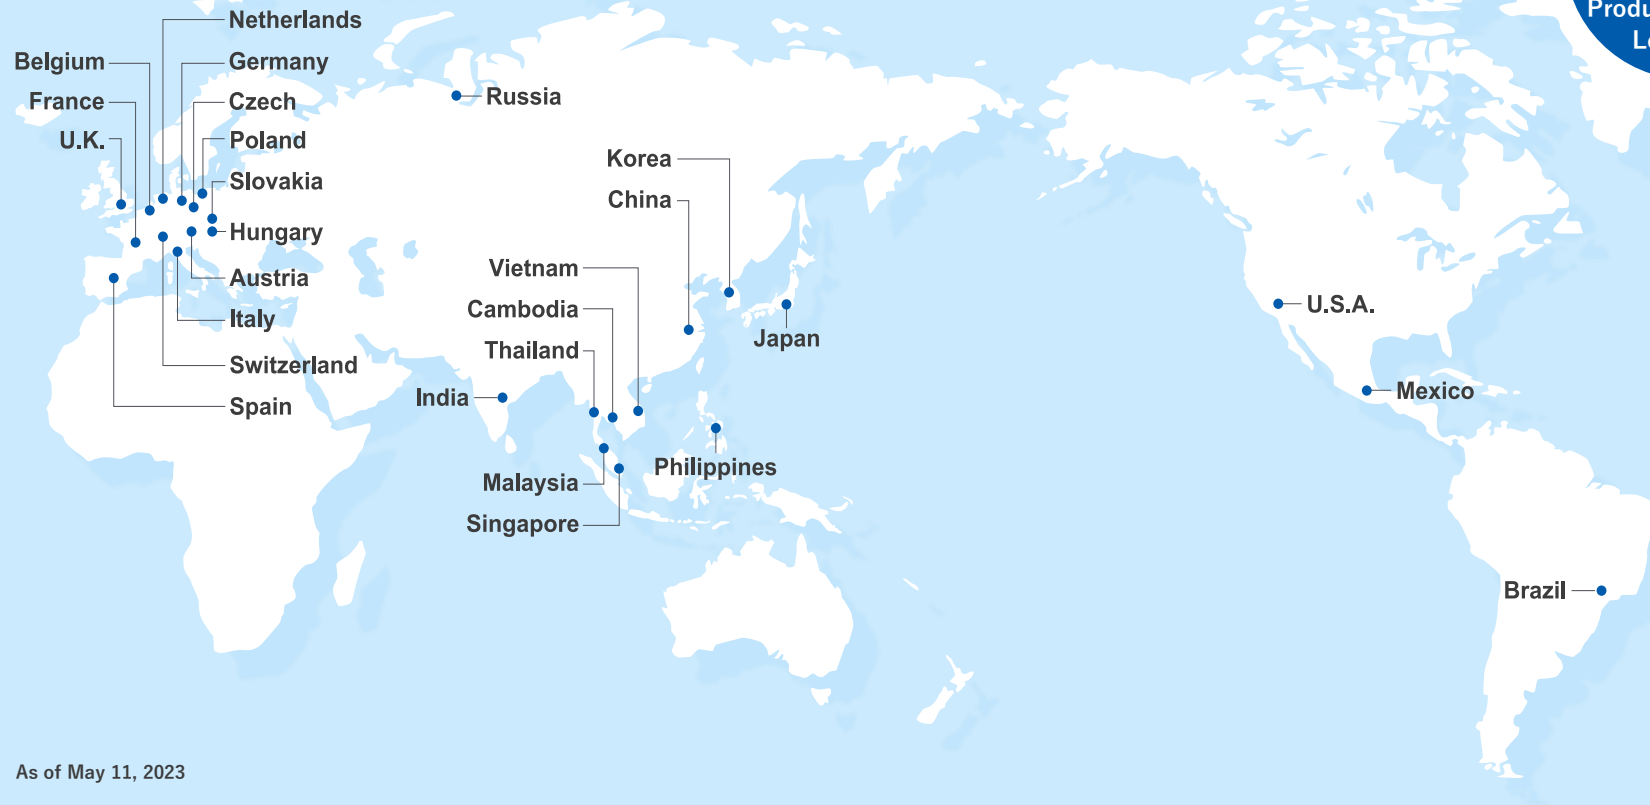 Netherlands
Belgium
Germany
France
Czech
U.K.
Poland
Slovakia
Hungary
Austria
Italy
Switzerland
Spain
Russia
Korea
China
Vietnam
Cambodia
Thailand
India
Malaysia
Singapore
Philippines
Japan
U.S.A.
Mexico
Brazil
As of May 11, 2023